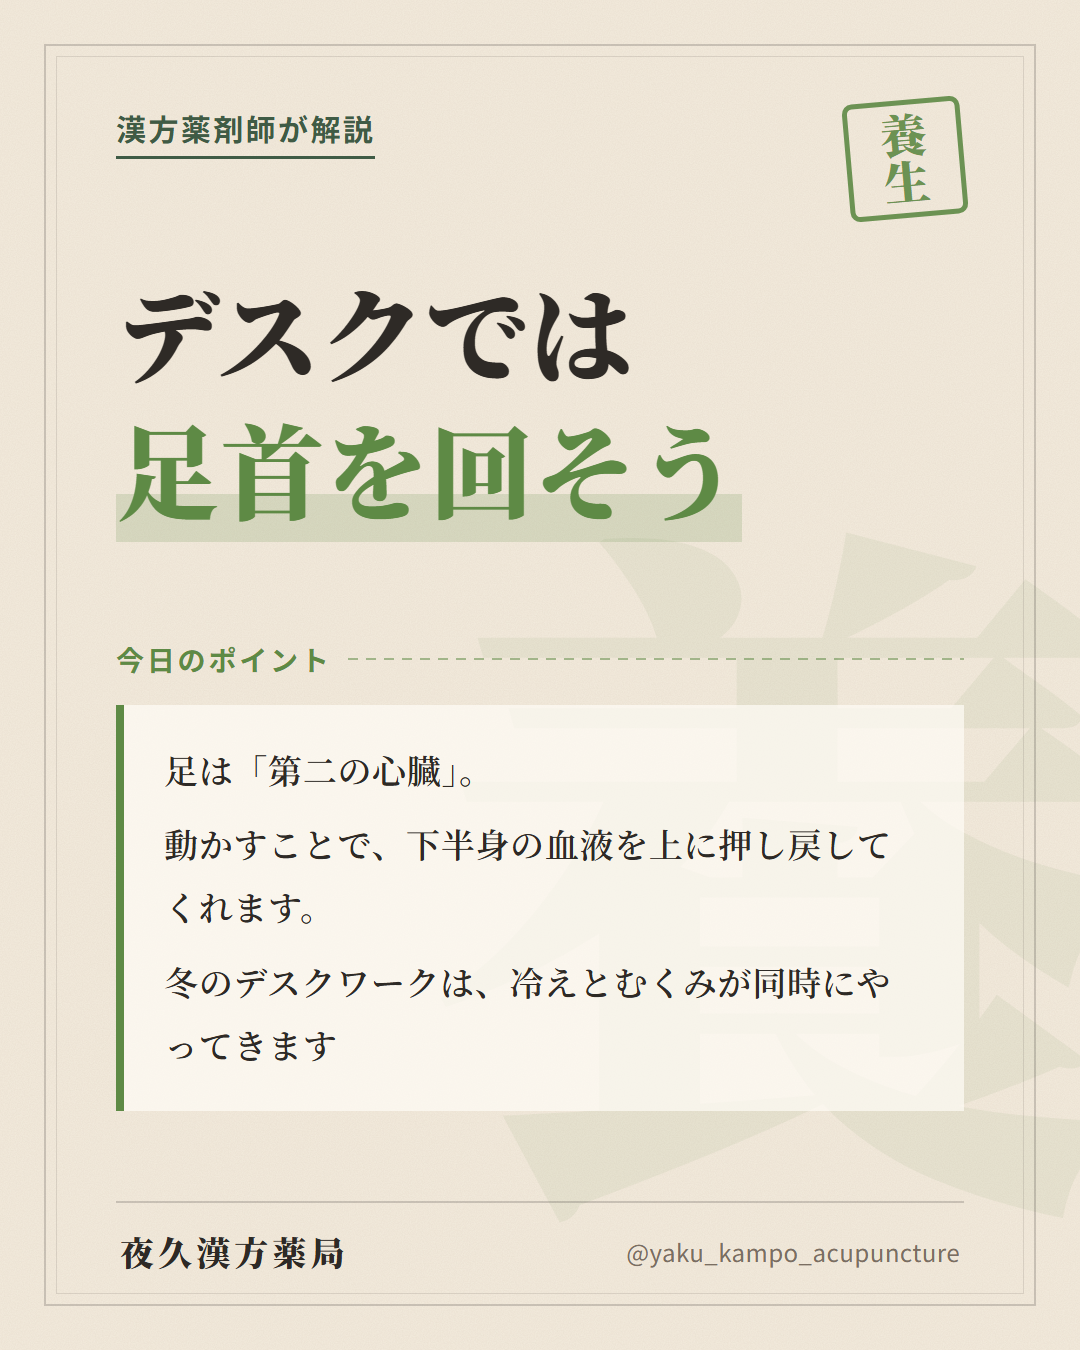 漢方薬剤師が解説
養生
デスクでは
足首を回そう
今日のポイント
足は「第二の心臓」。
動かすことで、下半身の血液を上に押し戻して
くれます。
冬のデスクワークは、冷えとむくみが同時にや
ってきます
夜久漢方薬局
@yaku_kampo_acupuncture
養